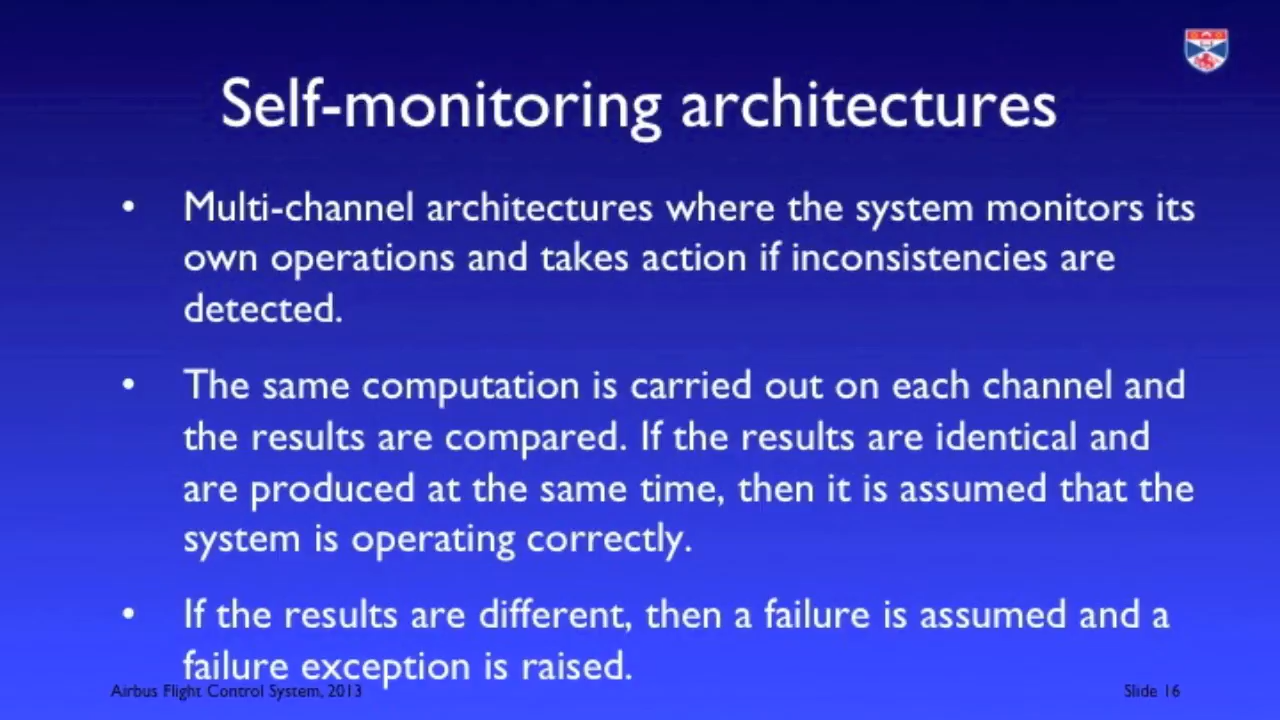 Self-monitoring architectures
• Multi-channel architectures where the system monitors its
own operations and takes action if inconsistencies are
detected.
• The same computation is carried out on each channel and
the results are compared. If the results are identical and
are produced at the same time, then it is assumed that the
system is operating correctly.
• If the results are different, then a failure is assumed and a
failure exception is raised.
Airbus Flight Control System, 2013
Slide 16